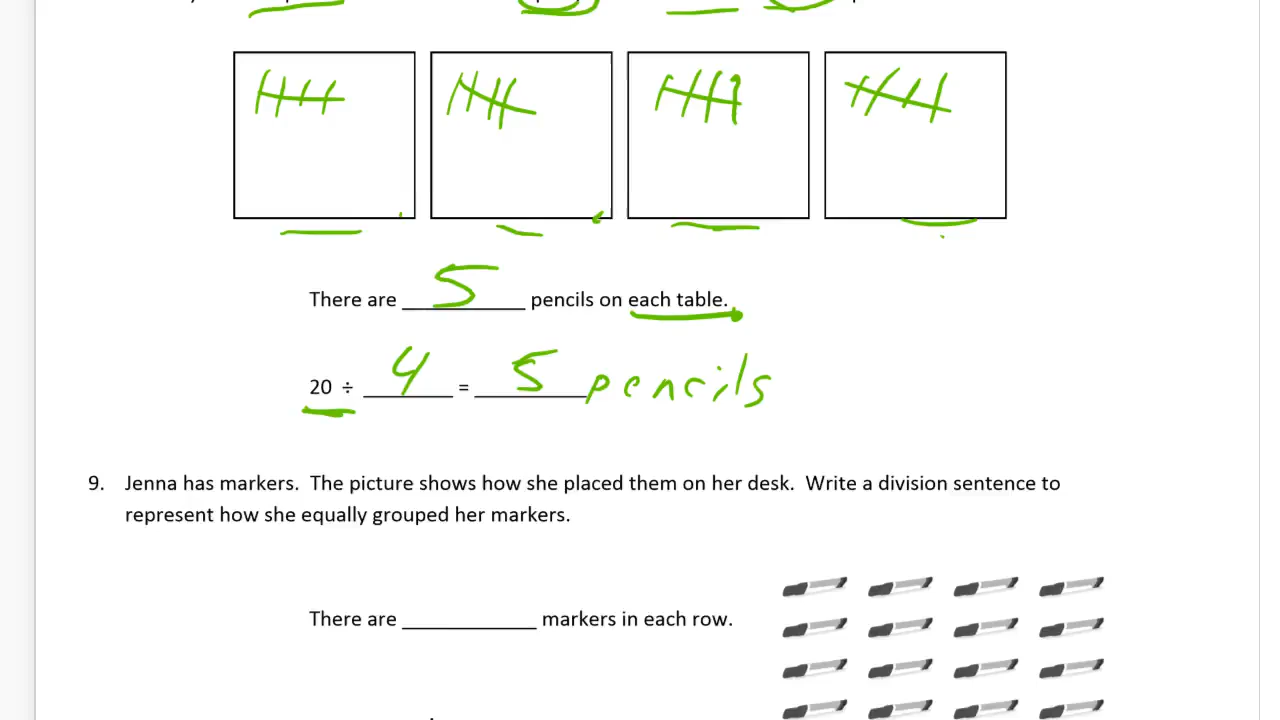 There are 5 pencils on each table.
20 ÷ 4 = 5 pencils
9. Jenna has markers. The picture shows how she placed them on her desk. Write a division sentence to
represent how she equally grouped her markers.
There are ____________ markers in each row.